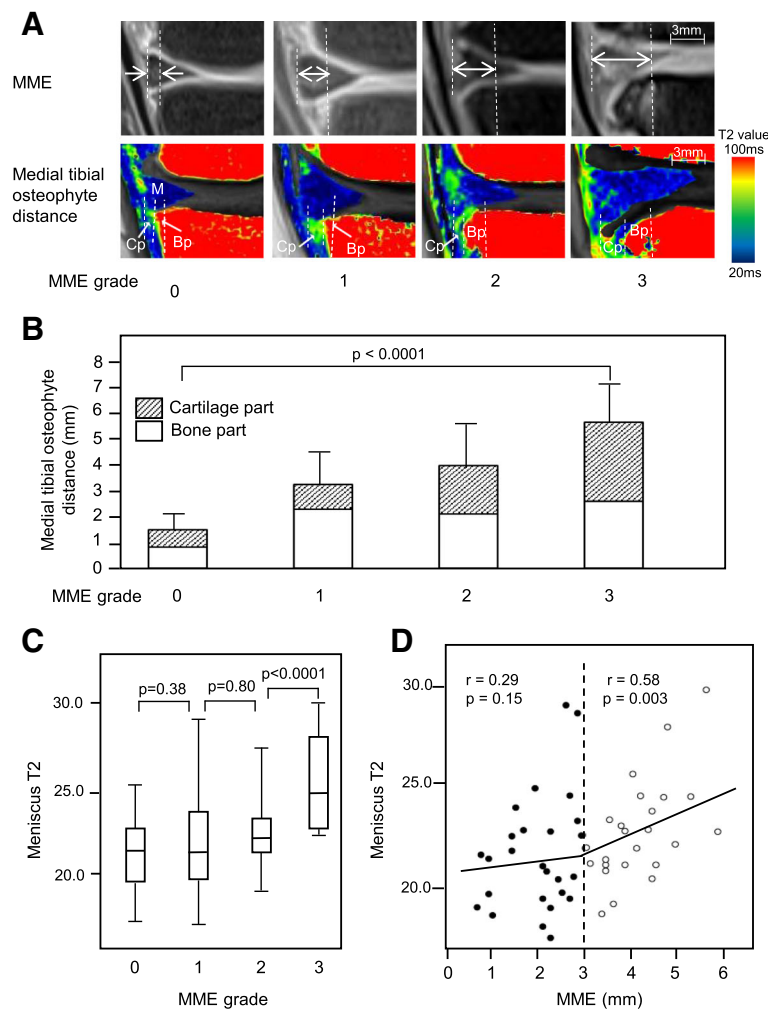 A
MME
3mm
T2 value
100ms
Medial tibial
osteophyte
distance
M
Cp
Bp
Cp
Bp
Cp
Bp
3mm
Bp
Cp
20ms
MME grade
0
1
2
3
B
p < 0.0001
Cartilage part
Bone part
Medial tibial osteophyte
distance (mm)
8
7
6
5
4
3
2
1
0
MME grade
0
1
2
3
C
p=0.38
p=0.80
p<0.0001
30.0
25.0
20.0
Meniscus T2
0
1
2
3
MME grade
D
r = 0.29
p = 0.15
r = 0.58
p = 0.003
30.0
25.0
20.0
Meniscus T2
0
1
2
3
4
5
6
MME (mm)